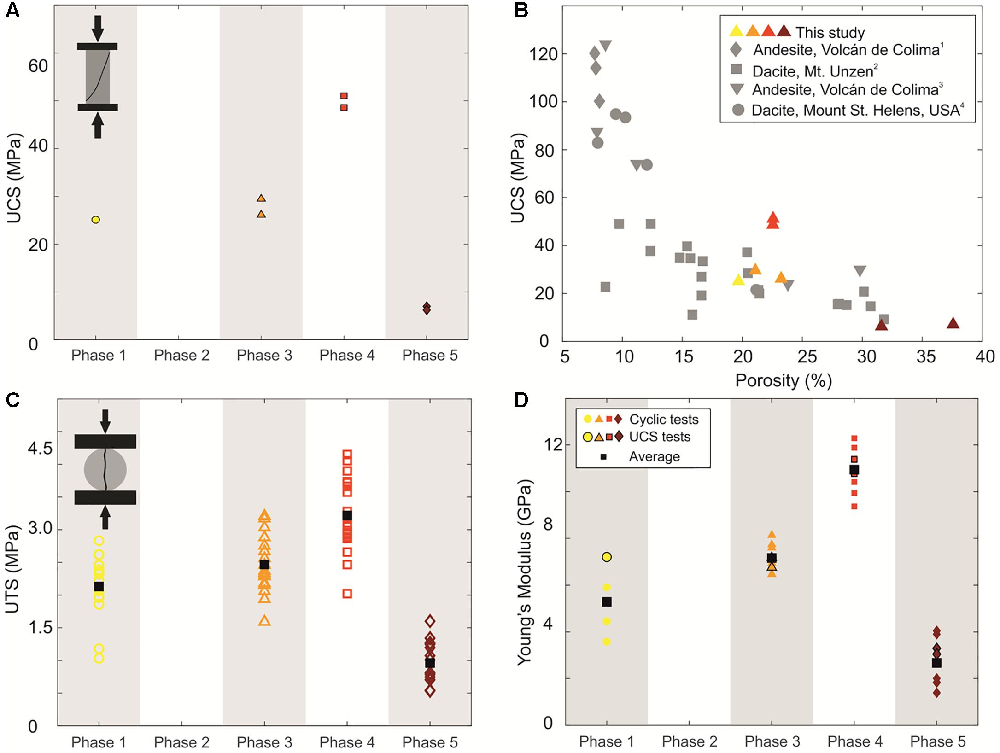 A
UCS (MPa)
60
40
20
0
Phase 1 Phase 2 Phase 3 Phase 4 Phase 5
B
UCS (MPa)
120
100
80
60
40
20
0
This study
Andesite, Volcán de Colima¹
Dacite, Mt. Unzen²
Andesite, Volcán de Colima³
Dacite, Mount St. Helens, USA⁴
5 10 15 20 25 30 35 40
Porosity (%)
C
UTS (MPa)
4.5
3.0
1.5
0
Phase 1 Phase 2 Phase 3 Phase 4 Phase 5
D
Young's Modulus (GPa)
12
8
4
0
Cyclic tests
UCS tests
Average
Phase 1 Phase 2 Phase 3 Phase 4 Phase 5